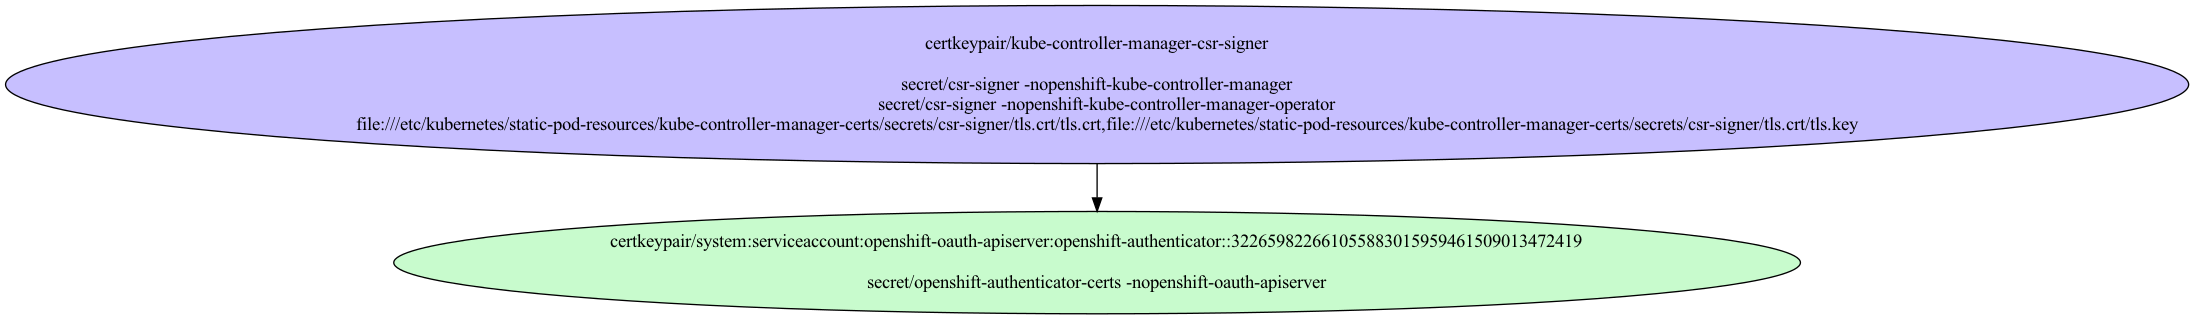 certkeypair/kube-controller-manager-csr-signer
secret/csr-signer -nopenshift-kube-controller-manager
secret/csr-signer -nopenshift-kube-controller-manager-operator
file:///etc/kubernetes/static-pod-resources/kube-controller-manager-certs/secrets/csr-signer/tls.crt/tls.crt,file:///etc/kubernetes/static-pod-resources/kube-controller-manager-certs/secrets/csr-signer/tls.crt/tls.key
certkeypair/system:serviceaccount:openshift-oauth-apiserver:openshift-authenticator::322659822661055883015959461509013472419
secret/openshift-authenticator-certs -nopenshift-oauth-apiserver